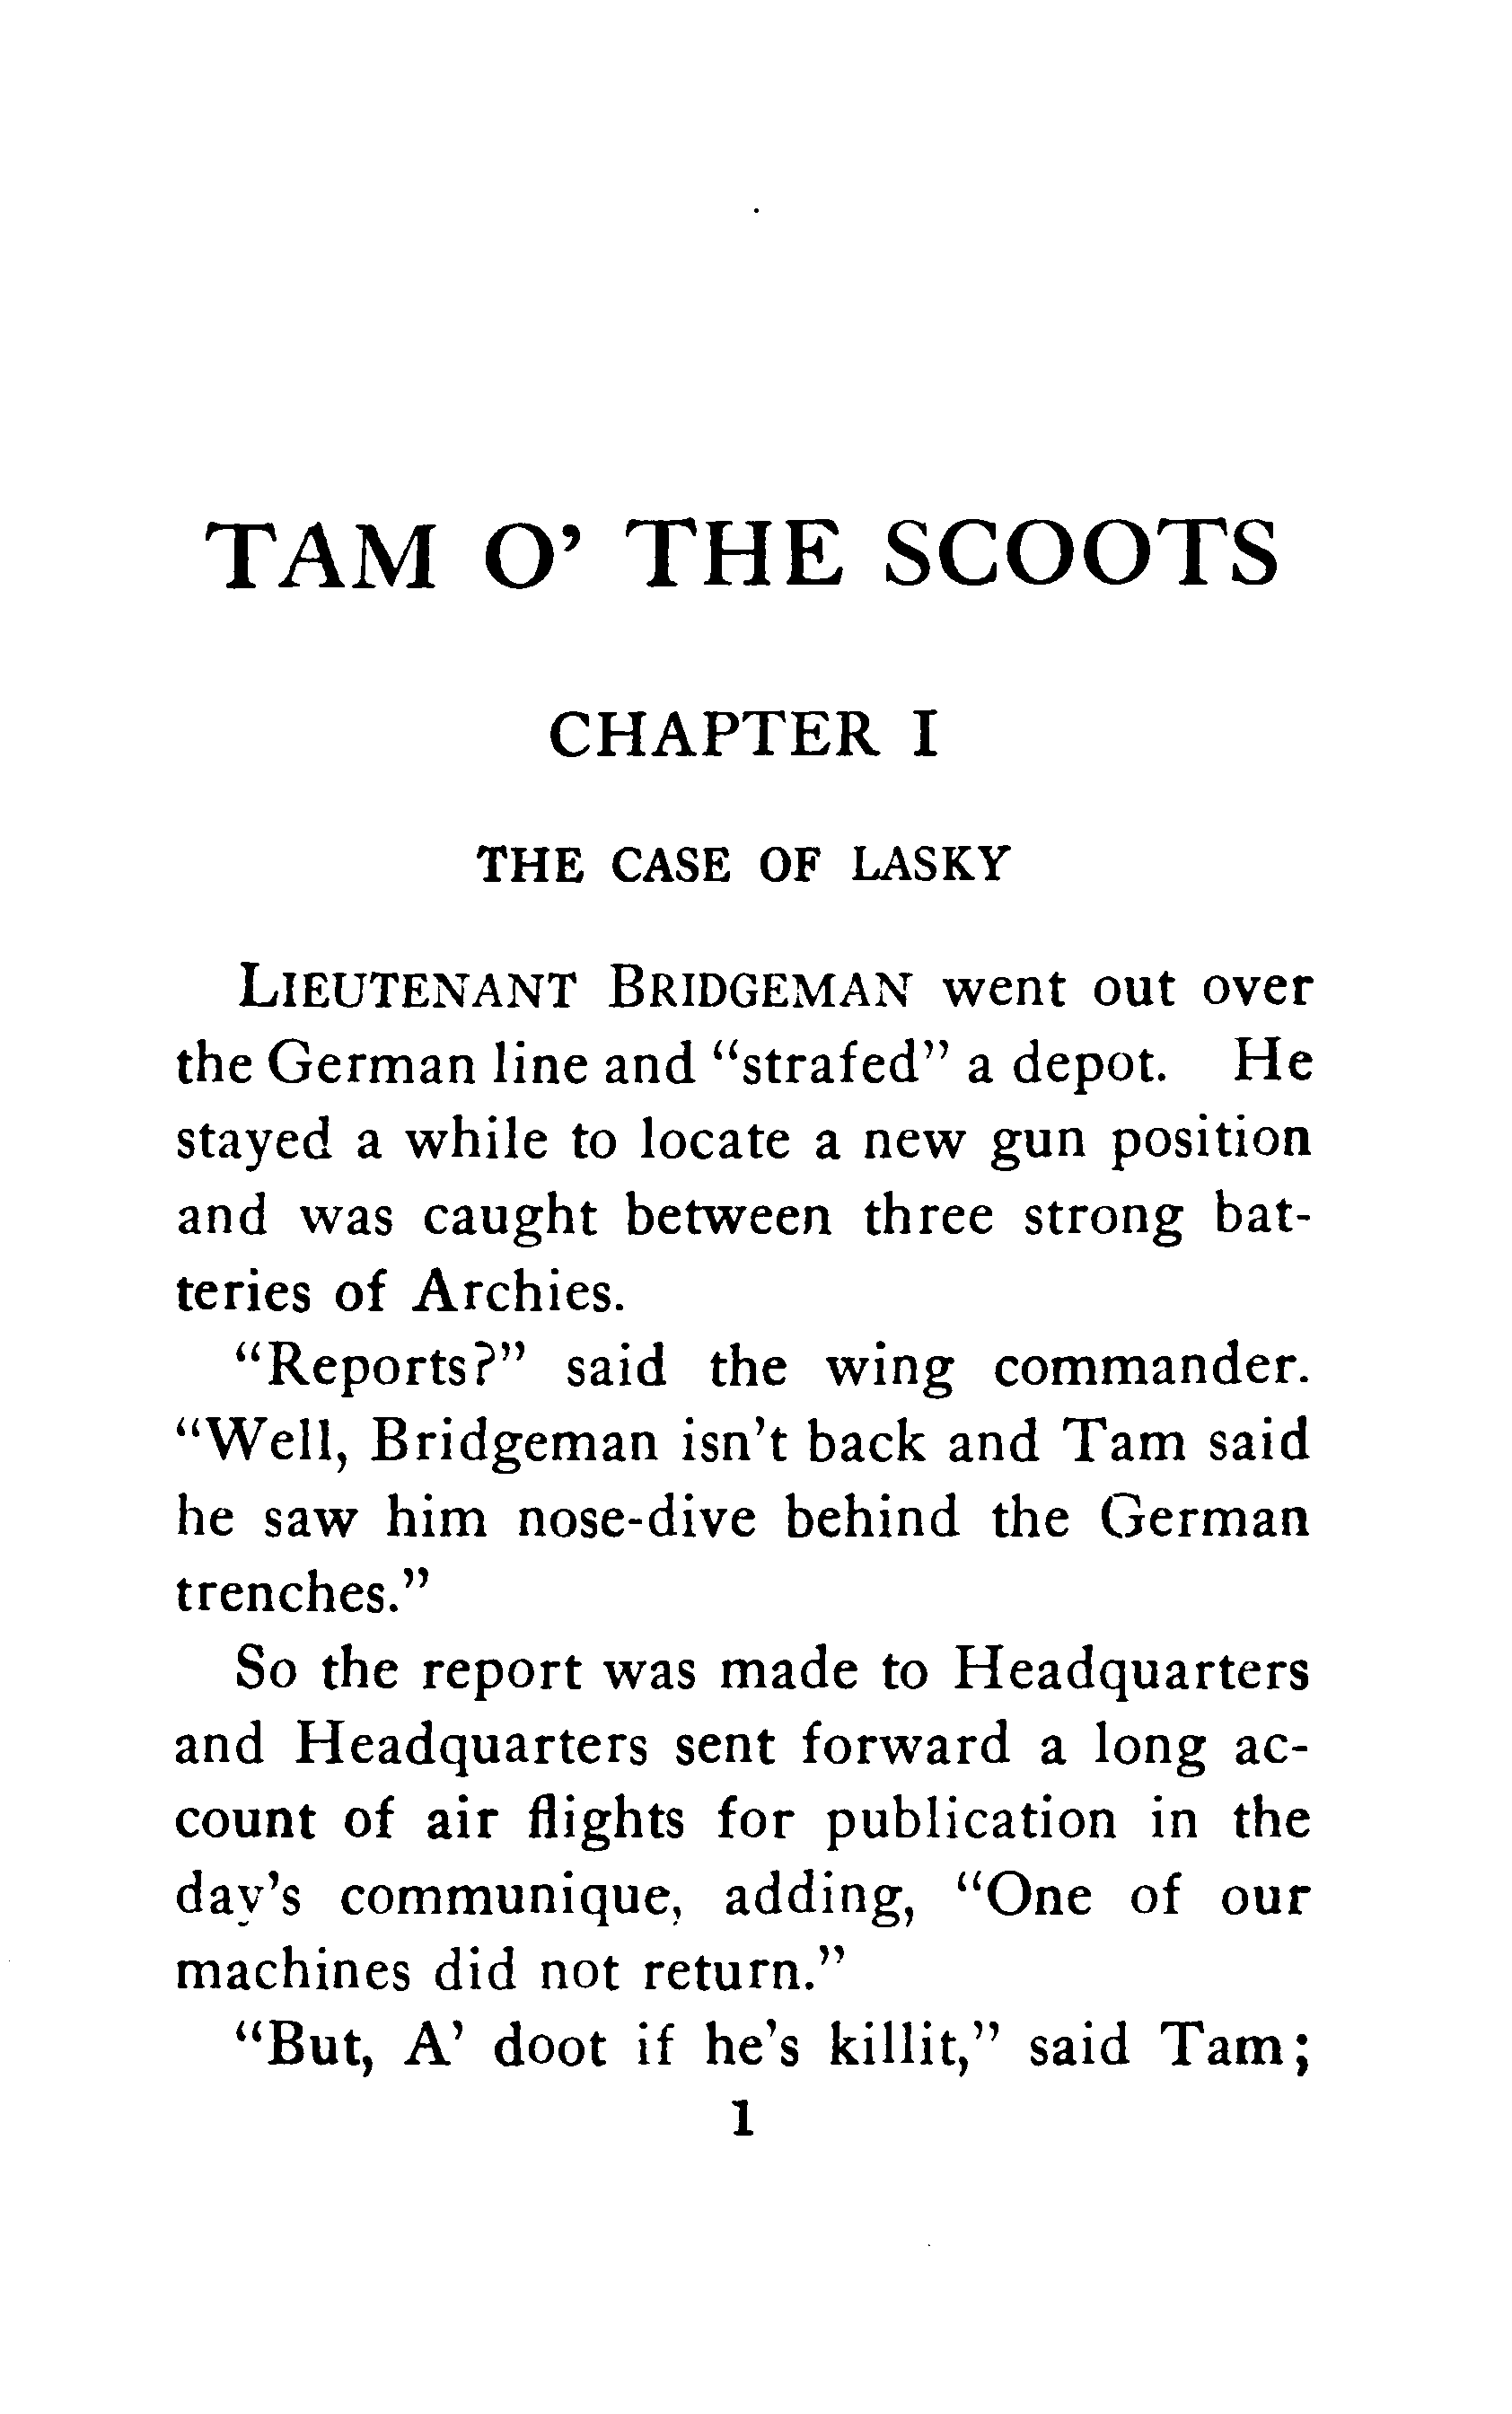 TAM O' THE SCOOTS
CHAPTER I
THE CASE OF LASKY
LIEUTENANT BRIDGEMAN went out over
the German line and “strafed” a depot. He
stayed a while to locate a new gun position
and was caught between three strong bat-
teries of Archies.
“Reports?” said the wing commander.
“Well, Bridgeman isn't back and Tam said
he saw him nose-dive behind the German
trenches.”
So the report was made to Headquarters
and Headquarters sent forward a long ac-
count of air flights for publication in the
day's communique, adding, “One of our
machines did not return.”
“But, A' doot if he's killit,” said Tam;
1